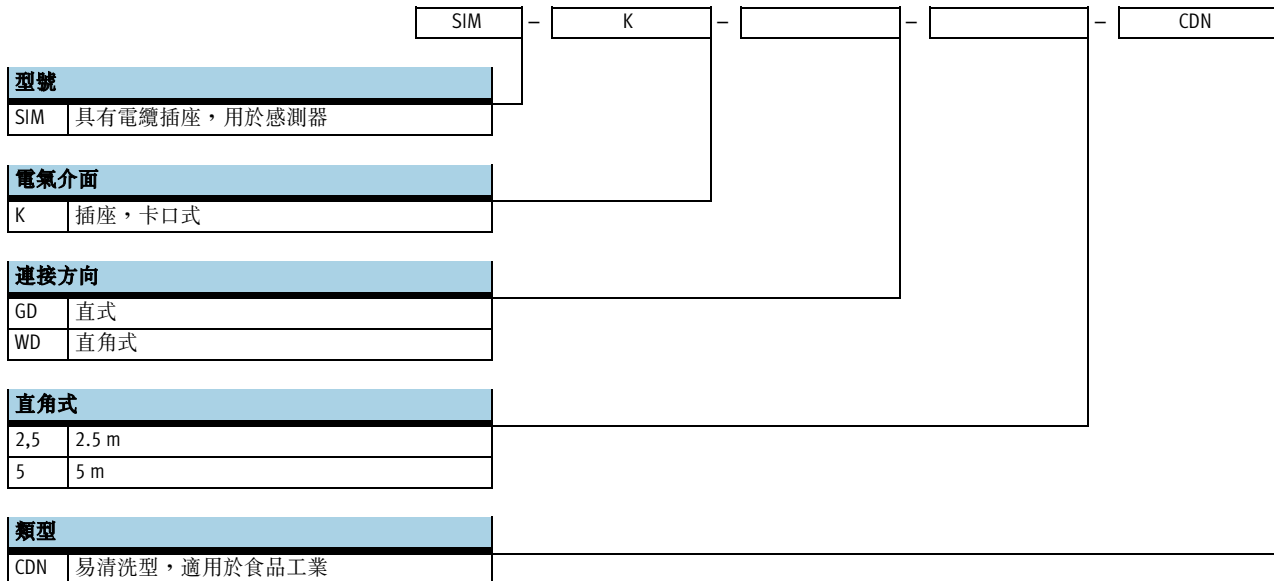 SIM – K – – – CDN
型號
SIM 具有電纜插座，用於感測器
電氣介面
K 插座，卡口式
連接方向
GD 直式
WD 直角式
直角式
2,5 2.5 m
5 5 m
類型
CDN 易清洗型，適用於食品工業